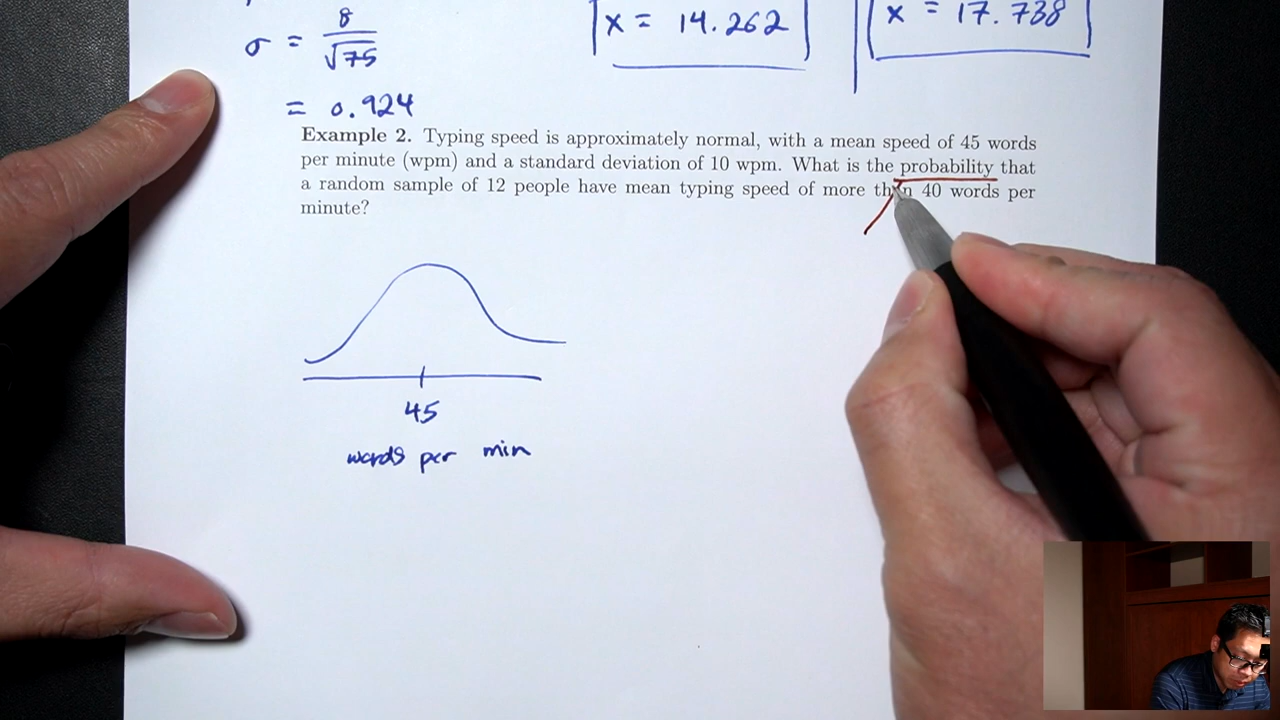 σ = 8/√75
x = 14.262
x = 17.738
= 0.924
Example 2. Typing speed is approximately normal, with a mean speed of 45 words
per minute (wpm) and a standard deviation of 10 wpm. What is the probability that
a random sample of 12 people have mean typing speed of more than 40 words per
minute?
45
words per min